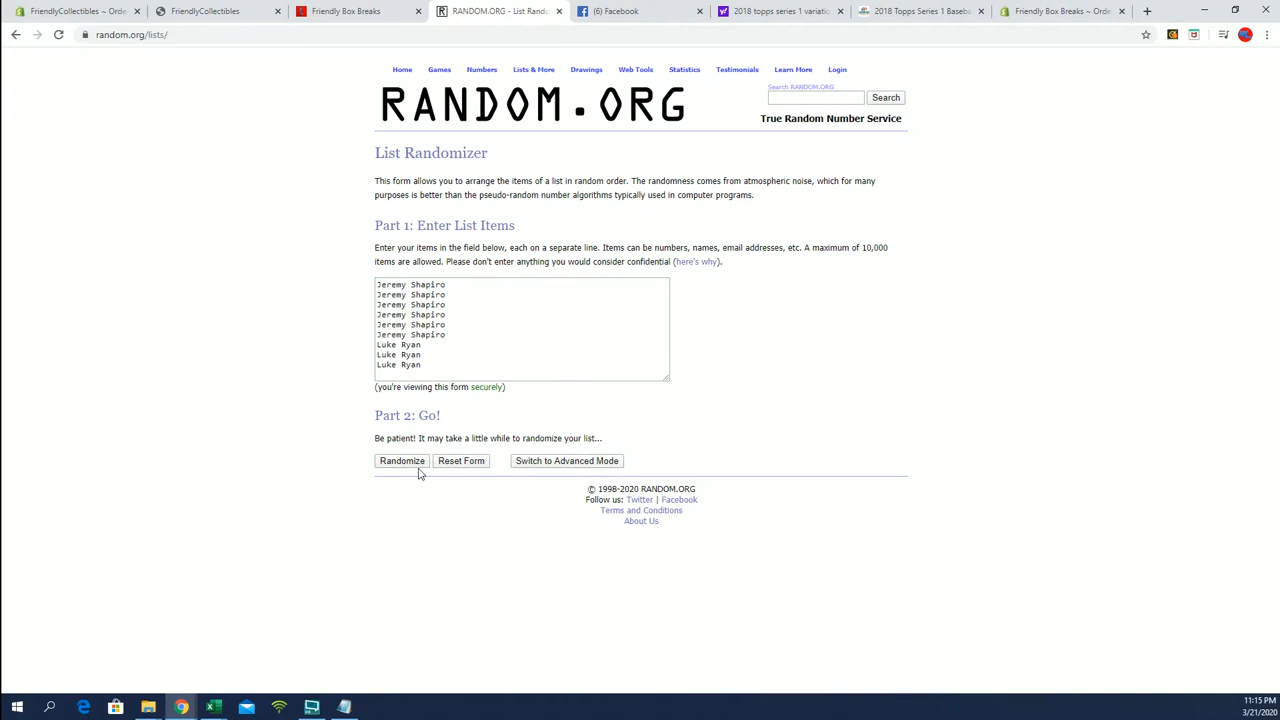 FriendlyCollectibles ~ Orde
FriendlyCollectibles
Friendly Box Breaks
RANDOM.ORG - List Rando
(6) Facebook
2018 topps series 1 variatio
2018 Topps Series 1 Baseba
Friendly Box Breaks ~ Orde
random.org/lists/
Home Games Numbers Lists & More Drawings Web Tools Statistics Testimonials Learn More Login
RANDOM.ORG
Search RANDOM.ORG
Search
True Random Number Service
List Randomizer
This form allows you to arrange the items of a list in random order. The randomness comes from atmospheric noise, which for many
purposes is better than the pseudo-random number algorithms typically used in computer programs.
Part 1: Enter List Items
Enter your items in the field below, each on a separate line. Items can be numbers, names, email addresses, etc. A maximum of 10,000
items are allowed. Please don't enter anything you would consider confidential (here's why).
Jeremy Shapiro
Jeremy Shapiro
Jeremy Shapiro
Jeremy Shapiro
Jeremy Shapiro
Jeremy Shapiro
Luke Ryan
Luke Ryan
Luke Ryan
(you're viewing this form securely)
Part 2: Go!
Be patient! It may take a little while to randomize your list...
Randomize Reset Form Switch to Advanced Mode
© 1998-2020 RANDOM.ORG
Follow us: Twitter | Facebook
Terms and Conditions
About Us
11:15 PM
3/21/2020